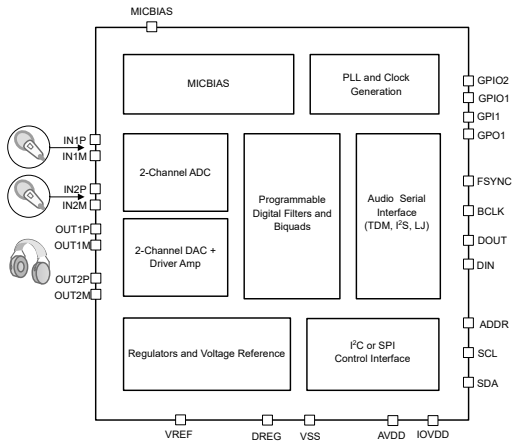 MICBIAS
MICBIAS
PLL and Clock
Generation
GPIO2
GPIO1
GPI1
GPO1
IN1P
IN1M
IN2P
IN2M
OUT1P
OUT1M
OUT2P
OUT2M
2-Channel ADC
2-Channel DAC +
Driver Amp
Programmable
Digital Filters and
Biquads
Audio Serial
Interface
(TDM, I²S, LJ)
FSYNC
BCLK
DOUT
DIN
Regulators and Voltage Reference
I²C or SPI
Control Interface
ADDR
SCL
SDA
VREF
DREG
VSS
AVDD
IOVDD